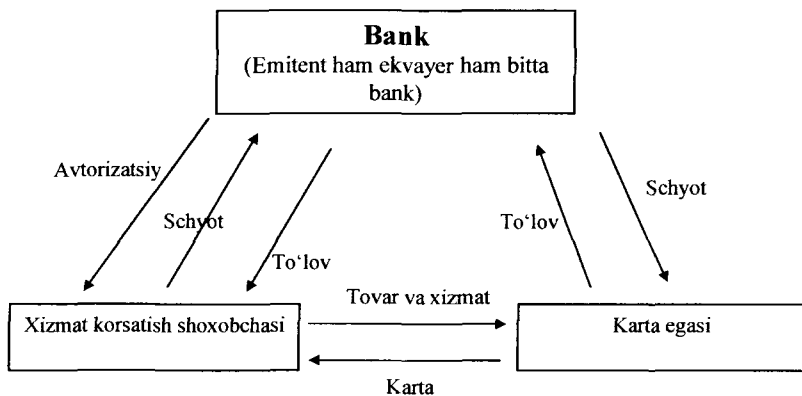 Bank
(Emitent ham ekvayer ham bitta
bank)
Avtorizatsiy
Schyot
Schyot
To‘lov
To‘lov
Tovar va xizmat
Xizmat korsatish shoxobchasi
Karta egasi
Karta